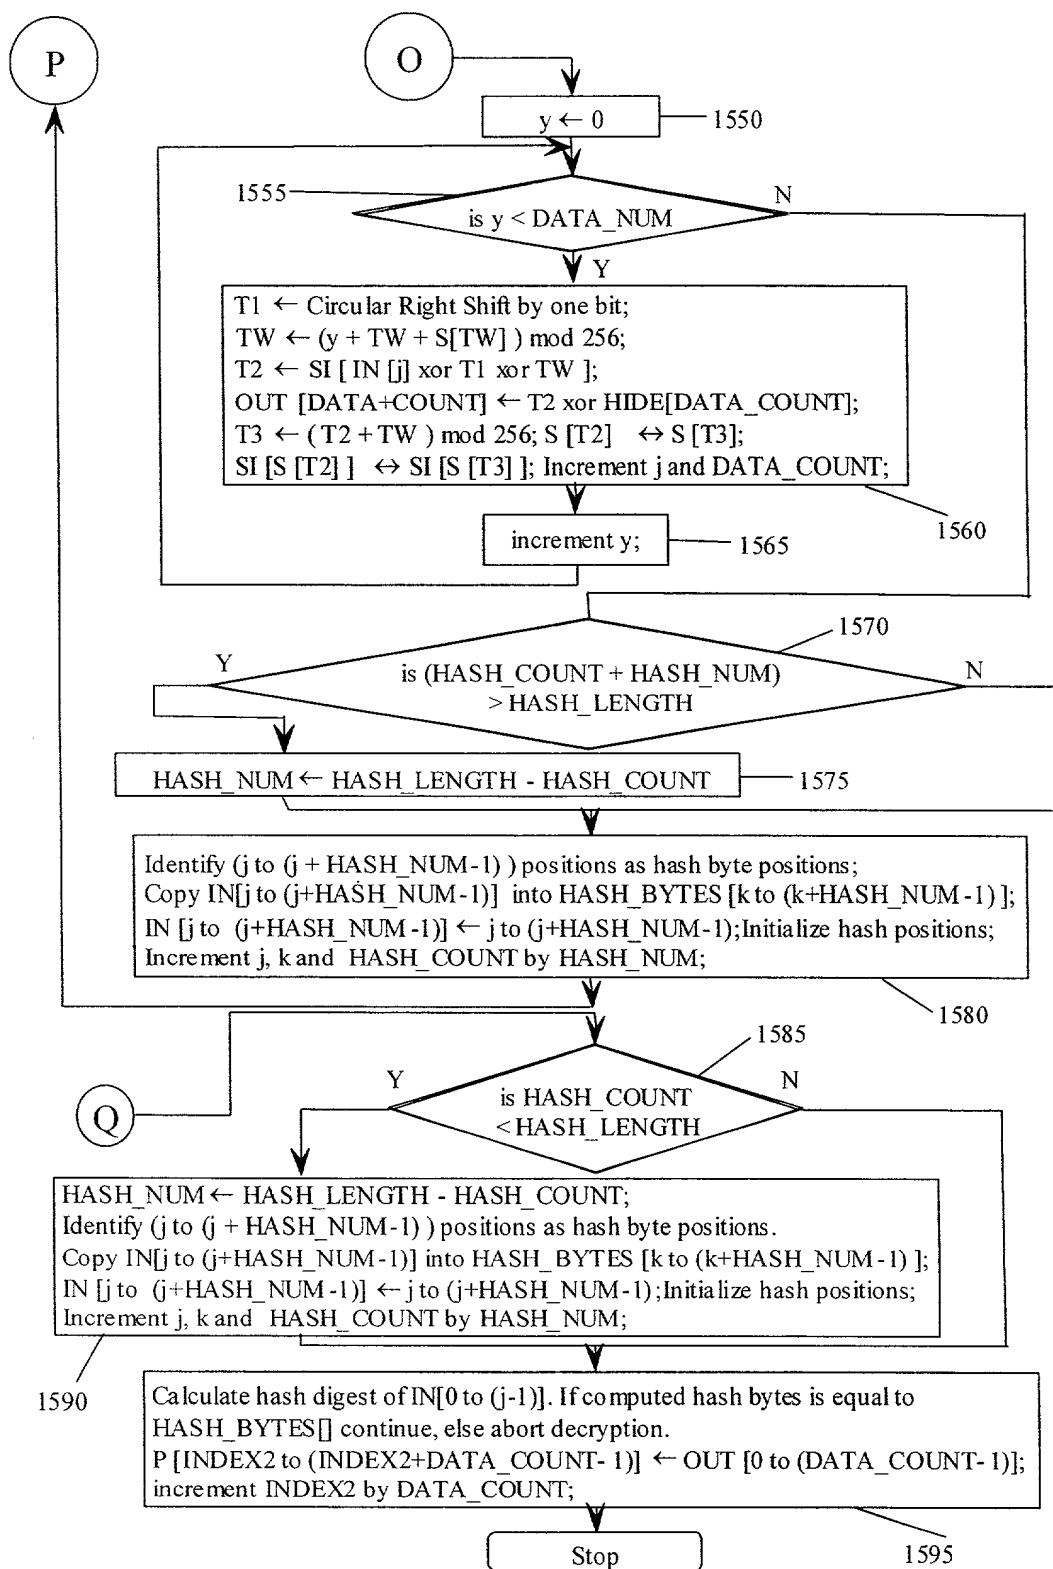 P
O
y ← 0
1550
1555
N
is y < DATA_NUM
Y
T1 ← Circular Right Shift by one bit;
TW ← (y + TW + S[TW] ) mod 256;
T2 ← SI [ IN [j] xor T1 xor TW ];
OUT [DATA+COUNT] ← T2 xor HIDE[DATA_COUNT];
T3 ← ( T2 + TW ) mod 256; S [T2] ↔ S [T3];
SI [S [T2] ] ↔ SI [S [T3] ]; Increment j and DATA_COUNT;
1560
increment y;
1565
1570
Y
N
is (HASH_COUNT + HASH_NUM)
> HASH_LENGTH
HASH_NUM ← HASH_LENGTH - HASH_COUNT
1575
Identify (j to (j + HASH_NUM-1) ) positions as hash byte positions;
Copy IN[j to (j+HASH_NUM-1)] into HASH_BYTES [k to (k+HASH_NUM-1) ];
IN [j to (j+HASH_NUM-1)] ← j to (j+HASH_NUM-1);Initialize hash positions;
Increment j, k and HASH_COUNT by HASH_NUM;
1580
1585
Y
N
is HASH_COUNT
< HASH_LENGTH
Q
HASH_NUM ← HASH_LENGTH - HASH_COUNT;
Identify (j to (j + HASH_NUM-1) ) positions as hash byte positions.
Copy IN[j to (j+HASH_NUM-1)] into HASH_BYTES [k to (k+HASH_NUM-1) ];
IN [j to (j+HASH_NUM-1)] ← j to (j+HASH_NUM-1);Initialize hash positions;
Increment j, k and HASH_COUNT by HASH_NUM;
1590
Calculate hash digest of IN[0 to (j-1)]. If computed hash bytes is equal to
HASH_BYTES[] continue, else abort decryption.
P [INDEX2 to (INDEX2+DATA_COUNT- 1)] ← OUT [0 to (DATA_COUNT- 1)];
increment INDEX2 by DATA_COUNT;
Stop
1595